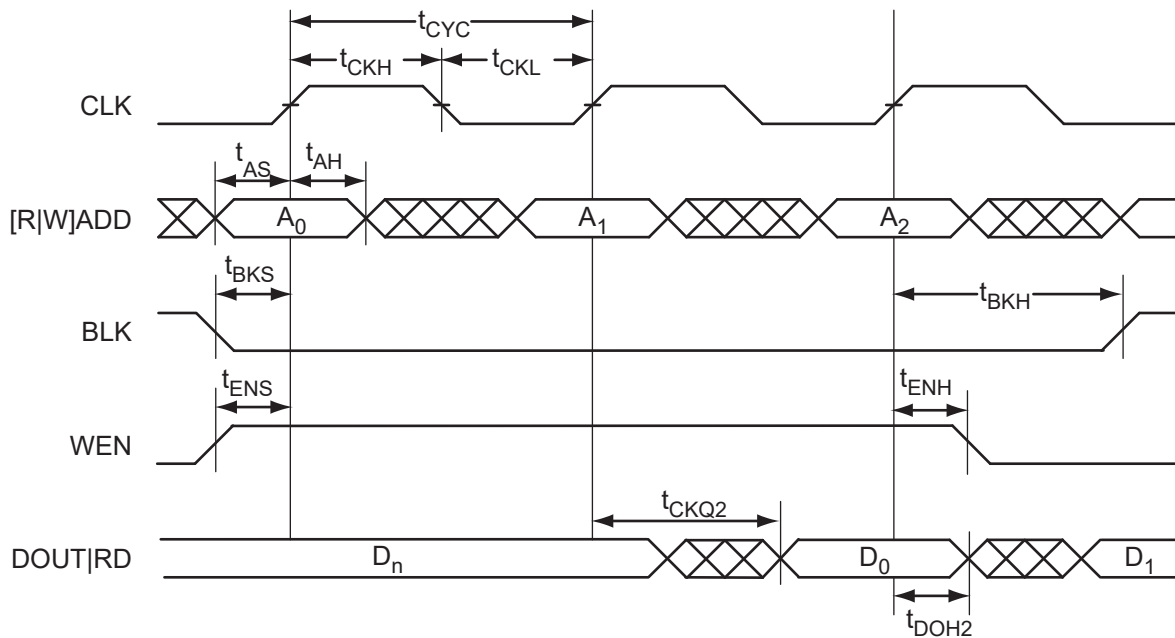 tCYC
tCKH tCKL
CLK
tAS tAH
[R|W]ADD A0 A1 A2
tBKS tBKH
BLK
tENS tENH
WEN
tCKQ2
DOUT|RD Dn D0 D1
tDOH2